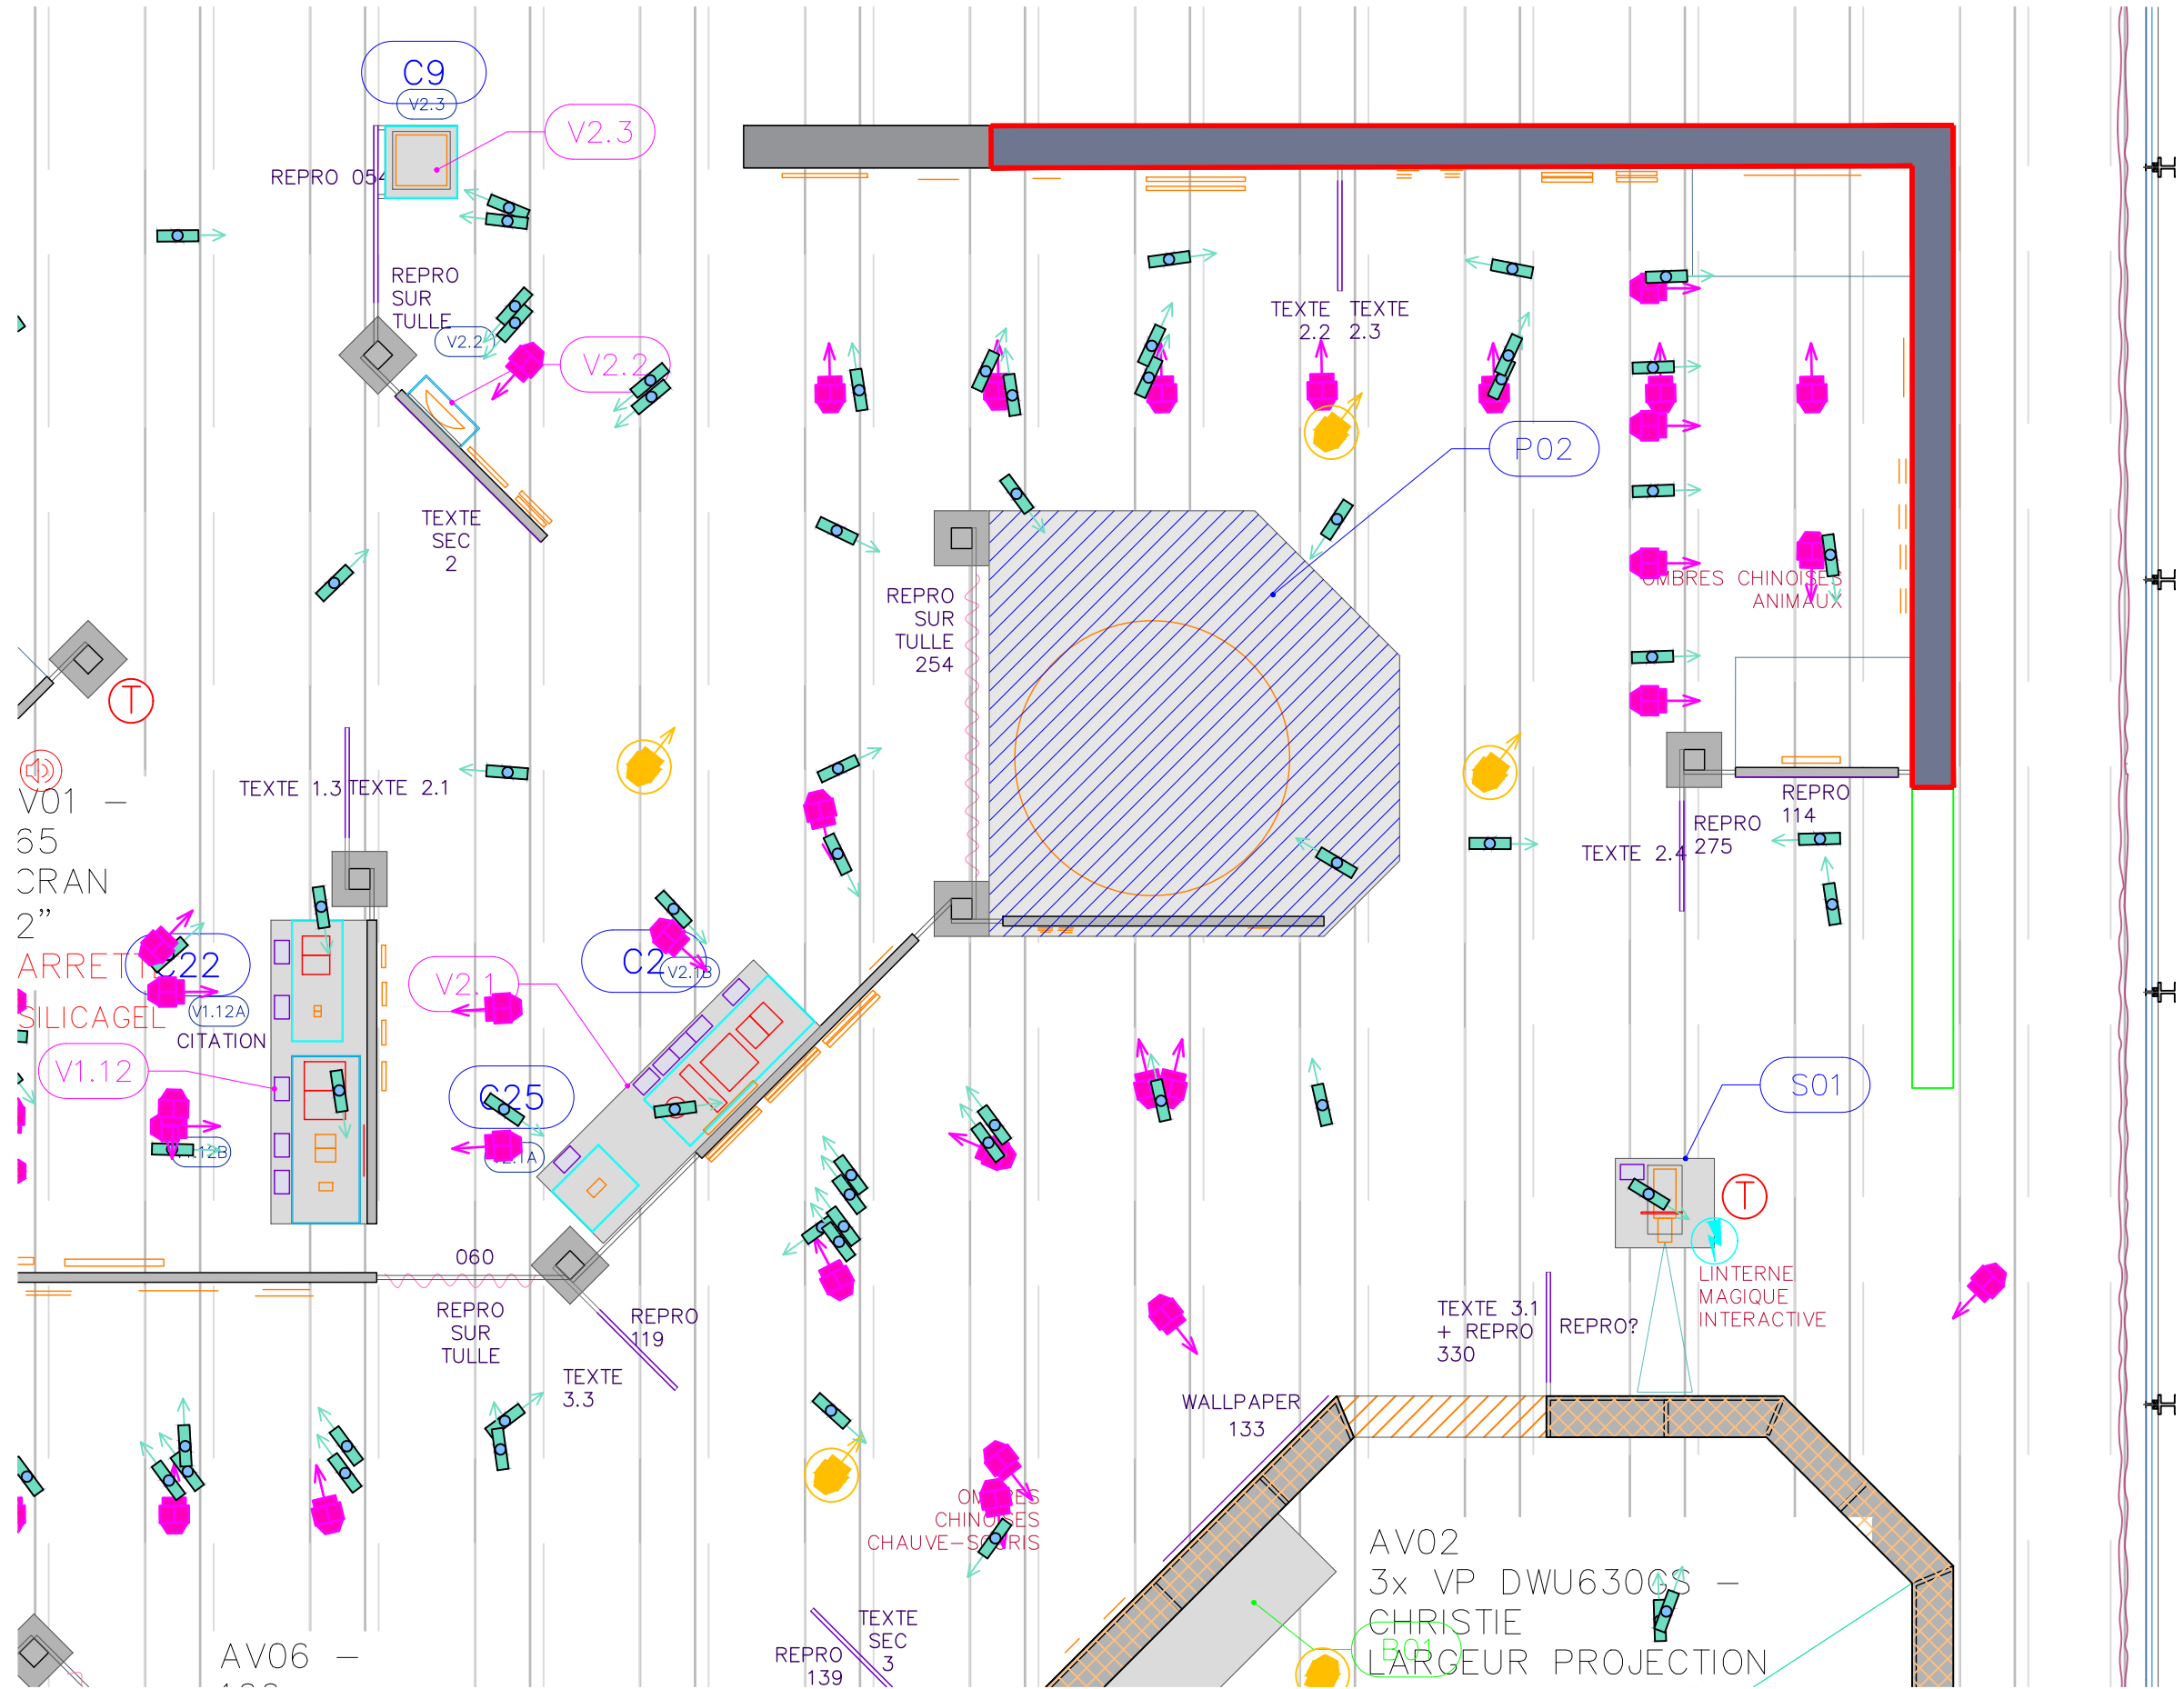 C9
V2.3
V2.3
REPRO 054
REPRO
SUR
TULLE
V2.2
V2.2
TEXTE
SEC
2
TEXTE
2.2
TEXTE
2.3
P02
REPRO
SUR
TULLE
254
OMBRES CHINOISES
ANIMAUX
T
V01 –
65
CRAN
2”
TEXTE 1.3
TEXTE 2.1
REPRO
114
REPRO
275
TEXTE 2.4
C22
V1.12A
SILICAGEL
CITATION
V1.12
V2.1
C2
V2.1B
C25
S01
T
LINTERNE
MAGIQUE
INTERACTIVE
060
REPRO
SUR
TULLE
REPRO
119
TEXTE
3.3
TEXTE 3.1
+ REPRO
330
REPRO?
WALLPAPER
133
OMBRES
CHINOISES
CHAUVE–SOURIS
TEXTE
SEC
3
REPRO
139
AV02
3x VP DWU630GS –
CHRISTIE
LARGEUR PROJECTION
B01
AV06 –